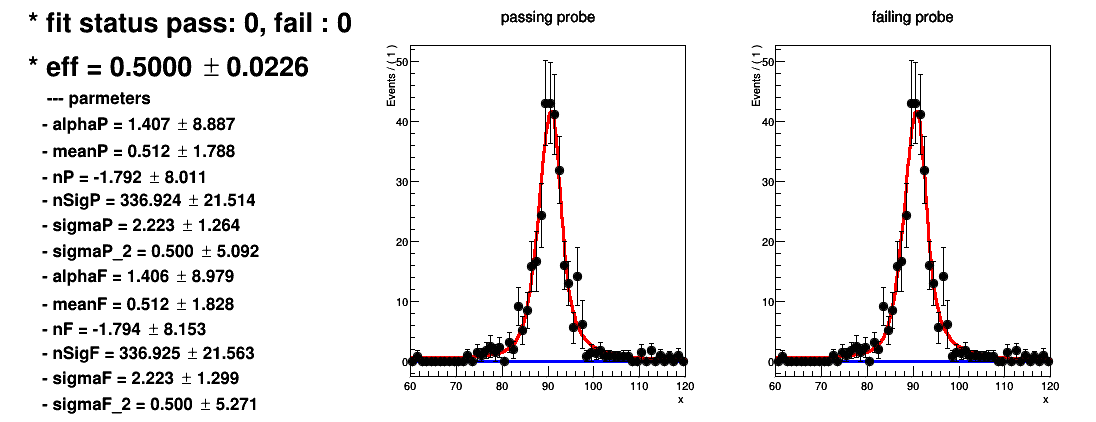 * fit status pass: 0, fail : 0
* eff = 0.5000 ± 0.0226
--- parmeters
- alphaP = 1.407 ± 8.887
- meanP = 0.512 ± 1.788
- nP = -1.792 ± 8.011
- nSigP = 336.924 ± 21.514
- sigmaP = 2.223 ± 1.264
- sigmaP_2 = 0.500 ± 5.092
- alphaF = 1.406 ± 8.979
- meanF = 0.512 ± 1.828
- nF = -1.794 ± 8.153
- nSigF = 336.925 ± 21.563
- sigmaF = 2.223 ± 1.299
- sigmaF_2 = 0.500 ± 5.271
passing probe
Events / ( 1 )
50
40
30
20
10
0
60 70 80 90 100 110 120
x
failing probe
Events / ( 1 )
50
40
30
20
10
0
60 70 80 90 100 110 120
x